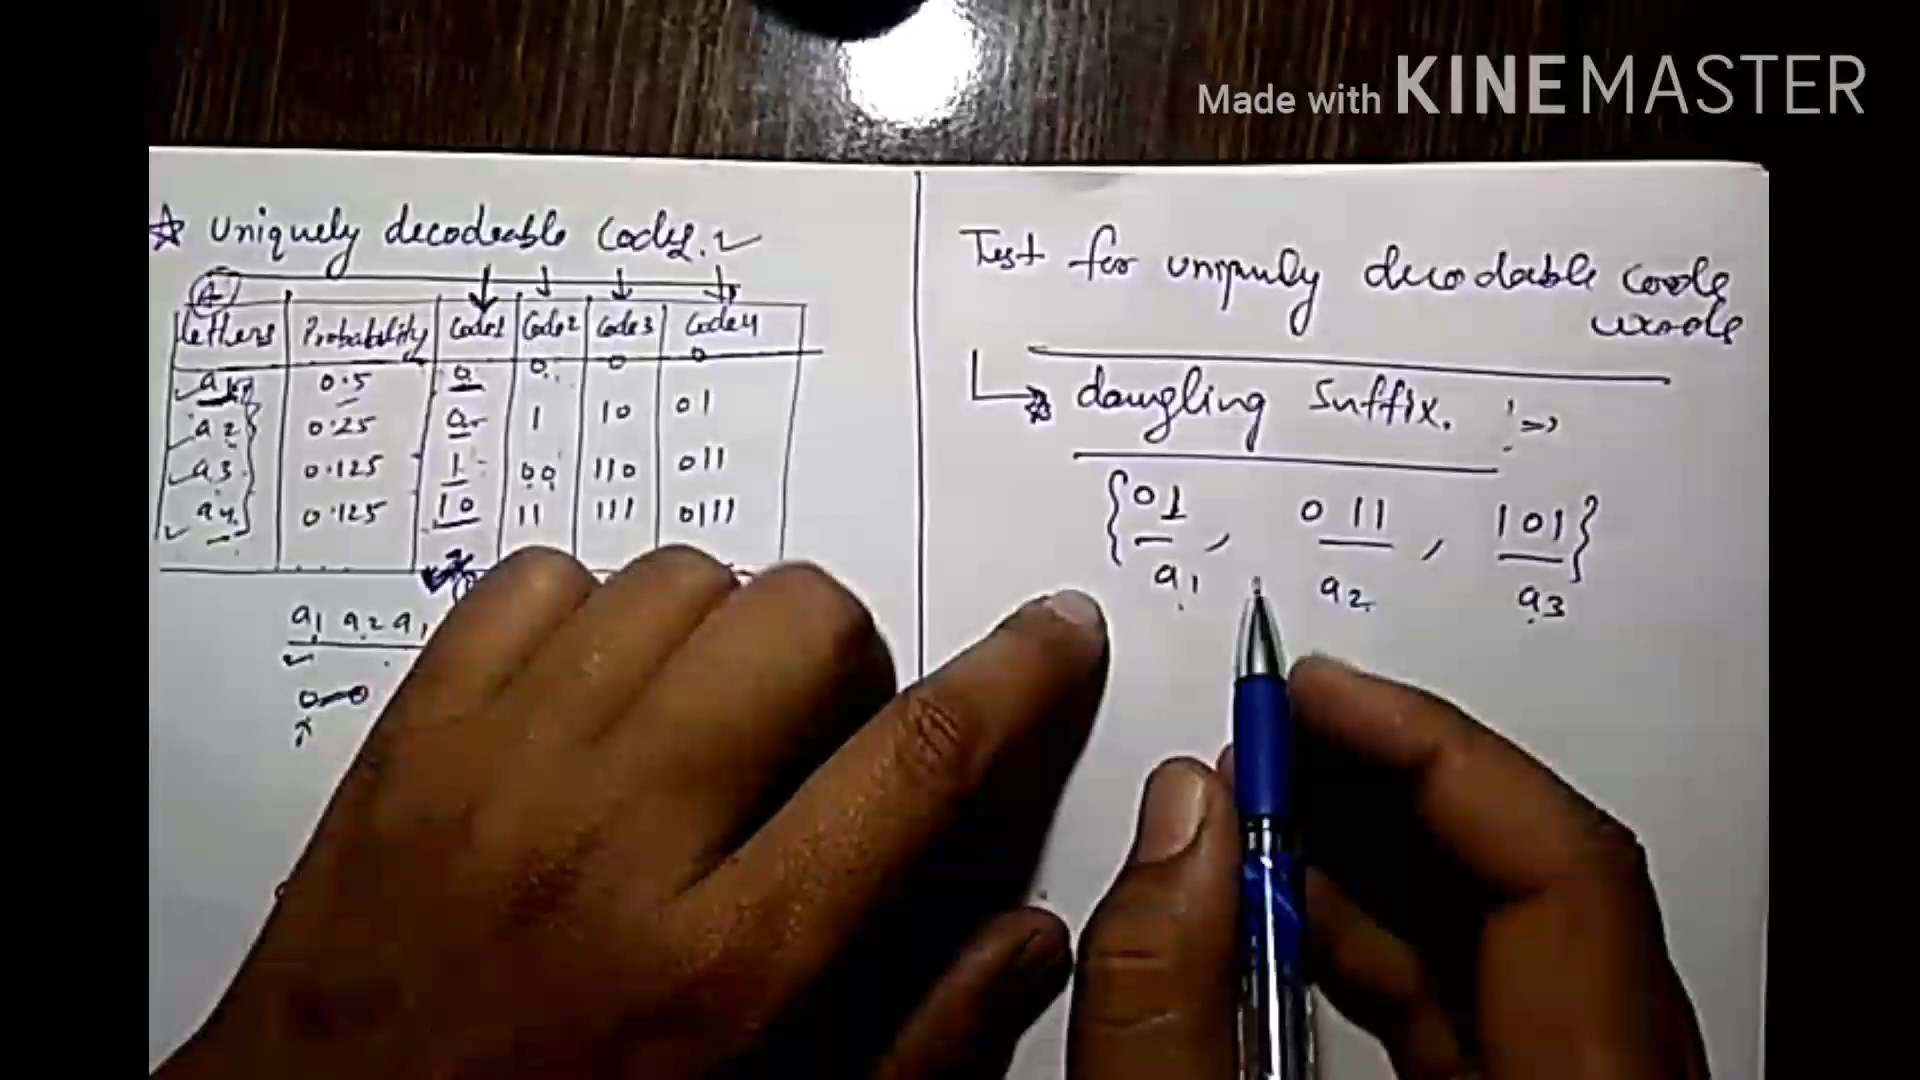 Made with KINEMASTER
☆ Uniquely decodeable Codes. ✓
A
Letters Probability Code1 Code2 Code3 Code4
a1 0.5 0 0 0 0
a2 0.25 0 1 10 01
a3 0.125 1 00 110 011
a4 0.125 10 11 111 0111
a1 a2 a1
Test for uniquely decodable code
words
dangling Suffix. :=>
{01, 011, 101}
a1 a2 a3